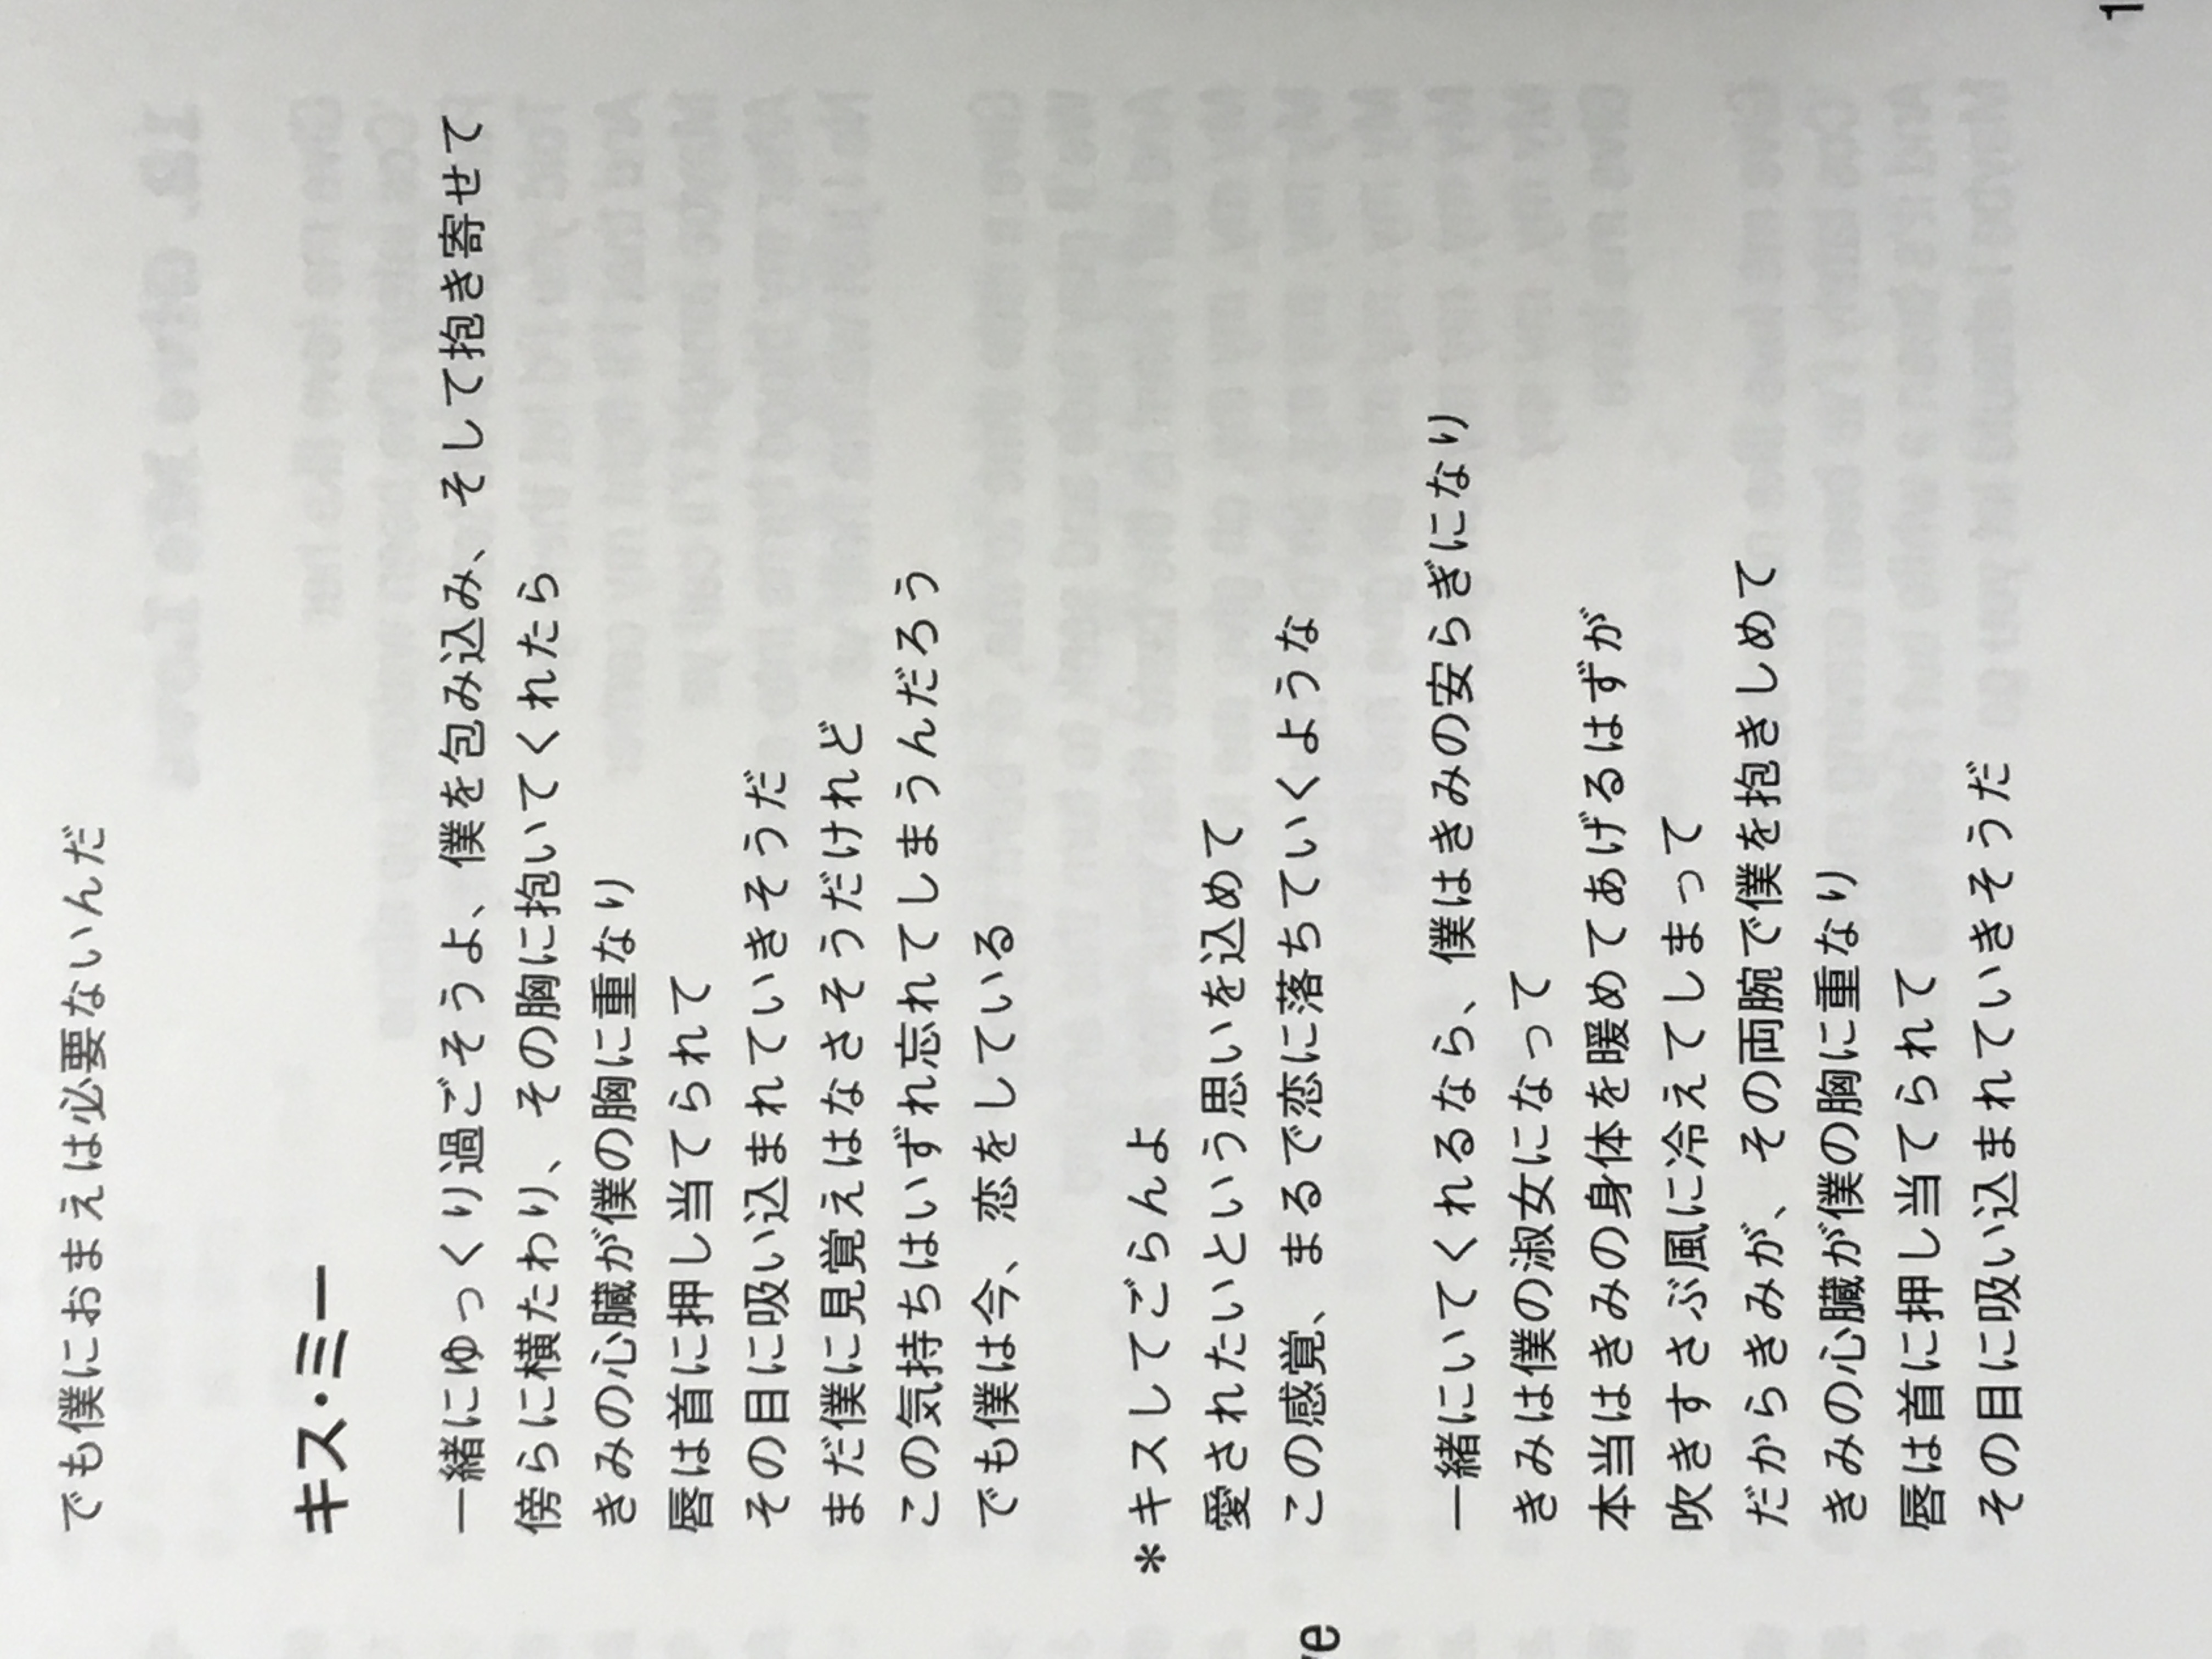 でも僕におまえは必要ないんだ
キス・ミー
一緒にゆっくり過ごそうよ、僕を包み込み、そして抱き寄せて
傍らに横たわり、その胸に抱いてくれたら
きみの心臓が僕の胸に重なり
唇は首に押し当てられて
その目に吸い込まれていきそうだ
まだ僕に見覚えはなさそうだけれど
この気持ちはいずれ忘れてしまうんだろう
でも僕は今、恋をしている
*キスしてごらんよ
愛されたいという思いを込めて
この感覚、まるで恋に落ちていくような
一緒にいてくれるなら、僕はきみの安らぎになり
きみは僕の淑女になって
本当はきみの身体を暖めてあげるはずが
吹きすさぶ風に冷えてしまって
だからきみが、その両腕で僕を抱きしめて
きみの心臓が僕の胸に重なり
唇は首に押し当てられて
その目に吸い込まれていきそうだ